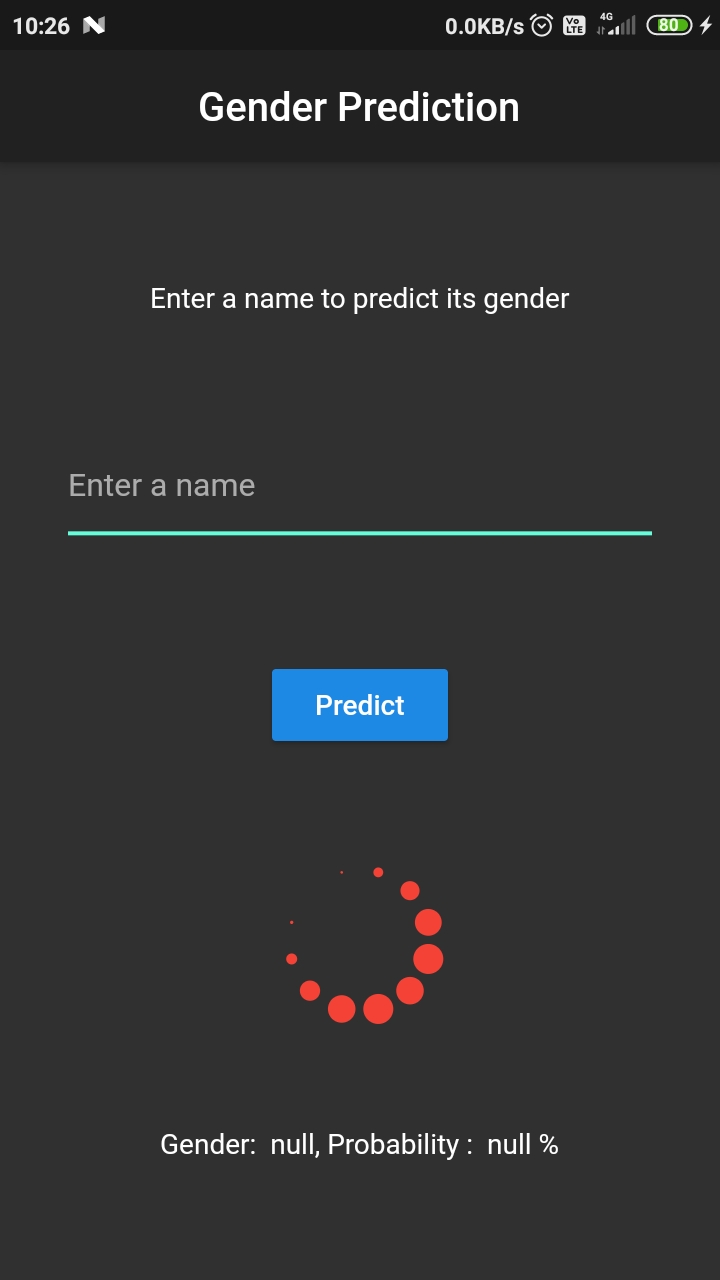 10:26 0.0KB/s Vo LTE 4G 80
Gender Prediction
Enter a name to predict its gender
Enter a name
Predict
Gender:  null, Probability :  null %